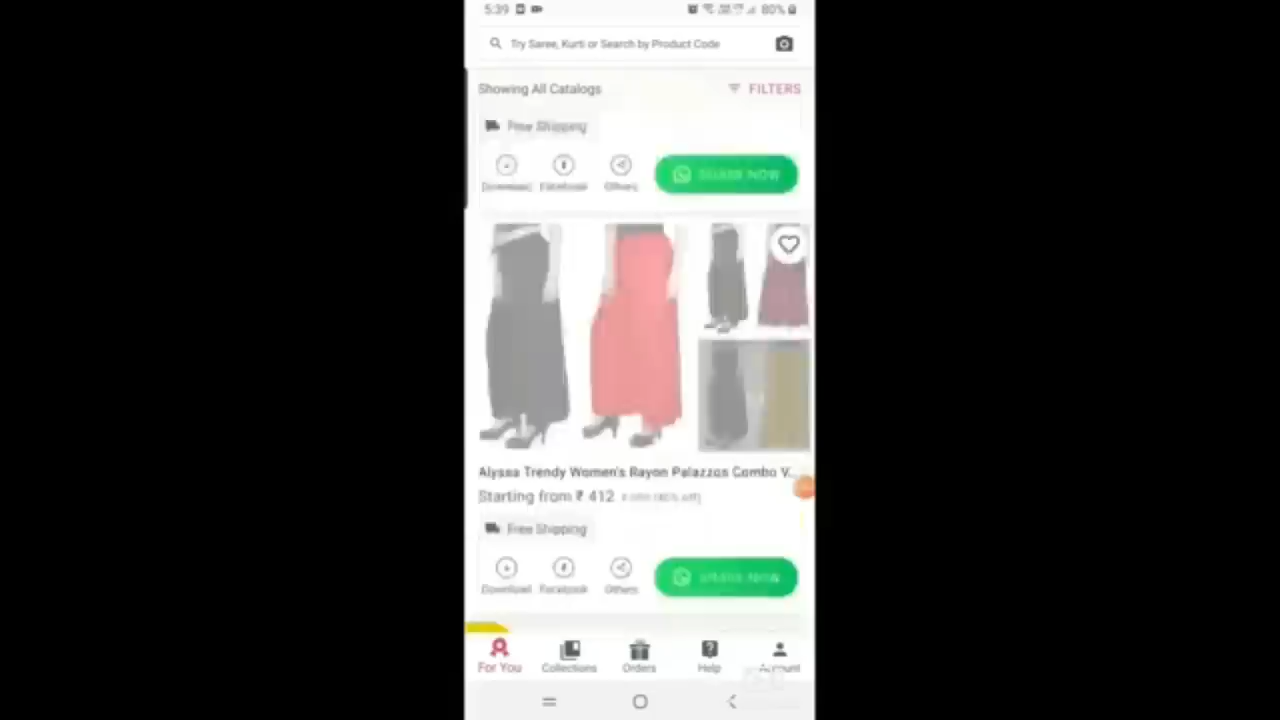 5:39 80%
Try Saree, Kurti or Search by Product Code
Showing All Catalogs FILTERS
Free Shipping
Download Facebook Others SHARE NOW
Alyssa Trendy Women's Rayon Palazzos Combo V...
Starting from ₹ 412
Free Shipping
Download Facebook Others SHARE NOW
For You Collections Orders Help Account